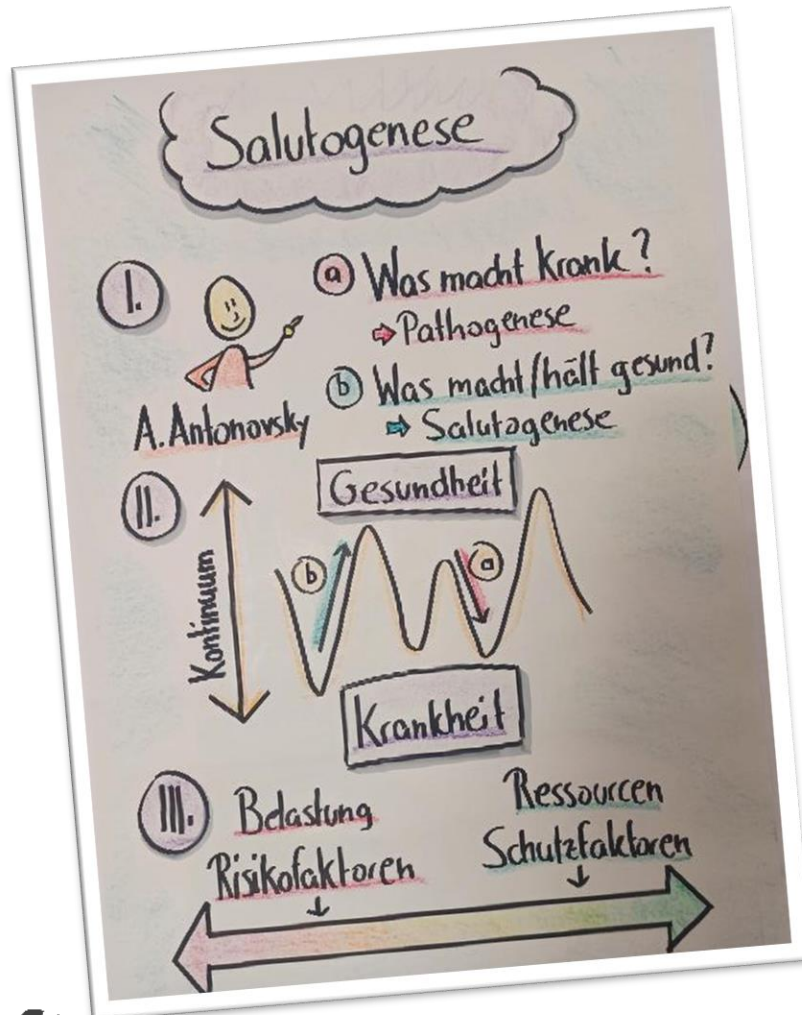 Salutogenese
I.
A. Antonovsky
a Was macht krank?
⇨ Pathogenese
b Was macht/hält gesund?
⇨ Salutogenese
II.
Kontinuum
Gesundheit
b
a
Krankheit
III.
Belastung
Risikofaktoren
Ressourcen
Schutzfaktoren